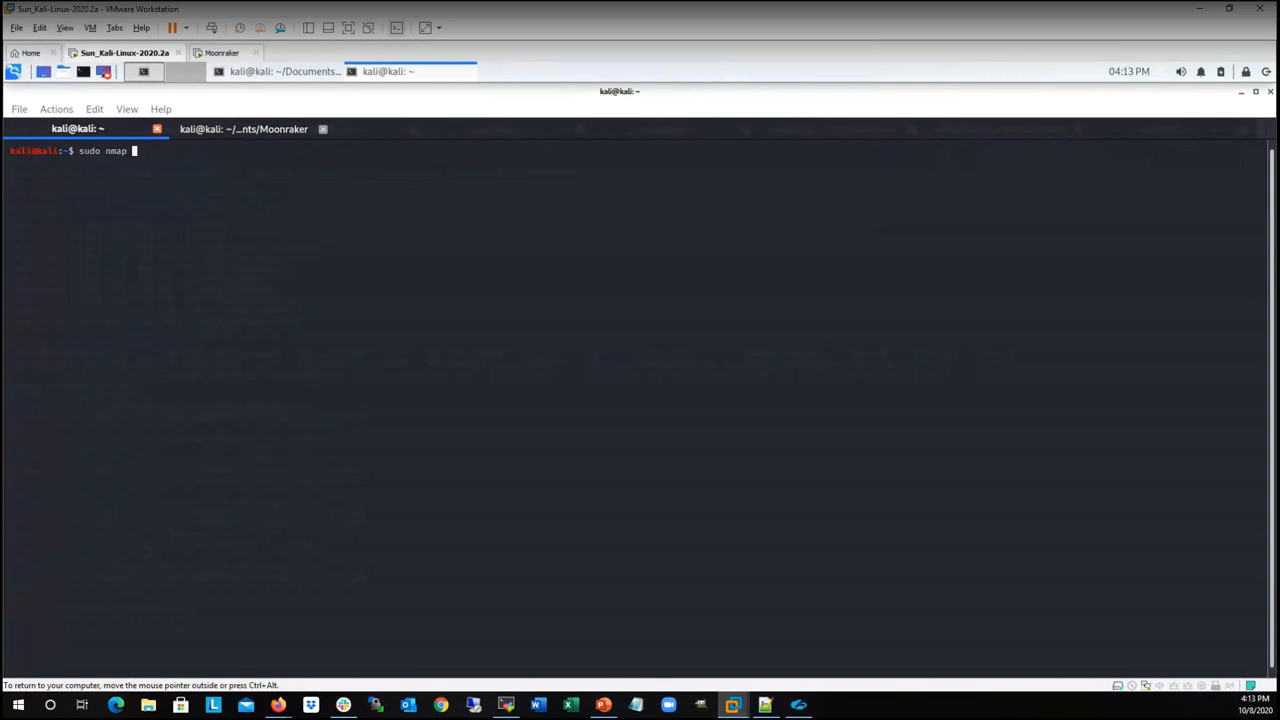 Sun_Kali-Linux-2020.2a - VMware Workstation
File Edit View VM Tabs Help
Home Sun_Kali-Linux-2020.2a Moonraker
kali@kali: ~/Documents... kali@kali: ~ 04:13 PM
kali@kali: ~
File Actions Edit View Help
kali@kali: ~ kali@kali: ~/...nts/Moonraker
kali@kali:~$ sudo nmap
To return to your computer, move the mouse pointer outside or press Ctrl+Alt.
4:13 PM
10/8/2020